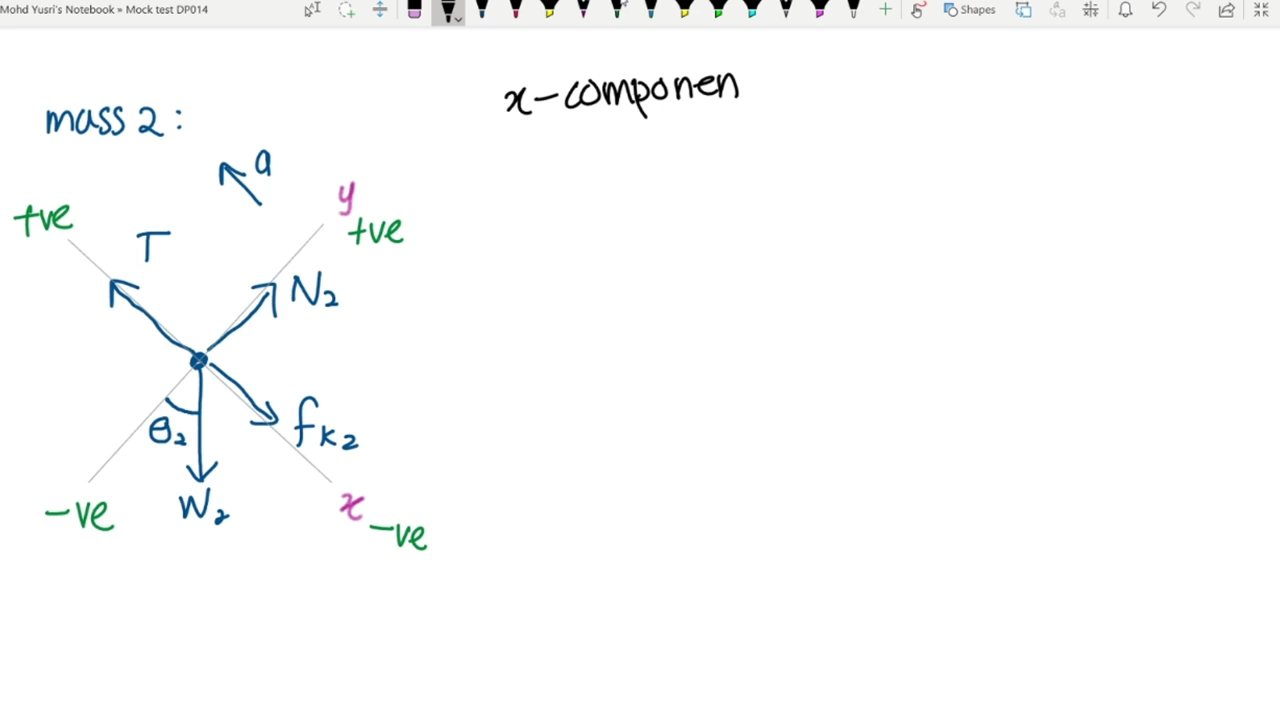 Mohd Yusri's Notebook » Mock test DP014
Shapes
x-componen
mass 2 :
a
y
+ve
+ve
T
N₂
θ₂
fK₂
W₂
x
-ve
-ve